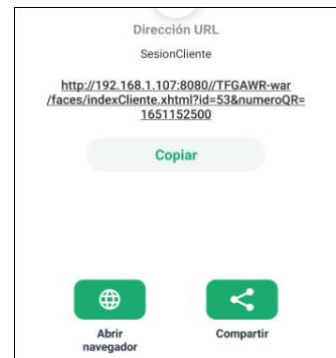 Dirección URL
SesionCliente
http://192.168.1.107:8080//TFGAWR-war
/faces/indexCliente.xhtml?id=53&numeroQR=
1651152500
Copiar
Abrir Compartir
navegador